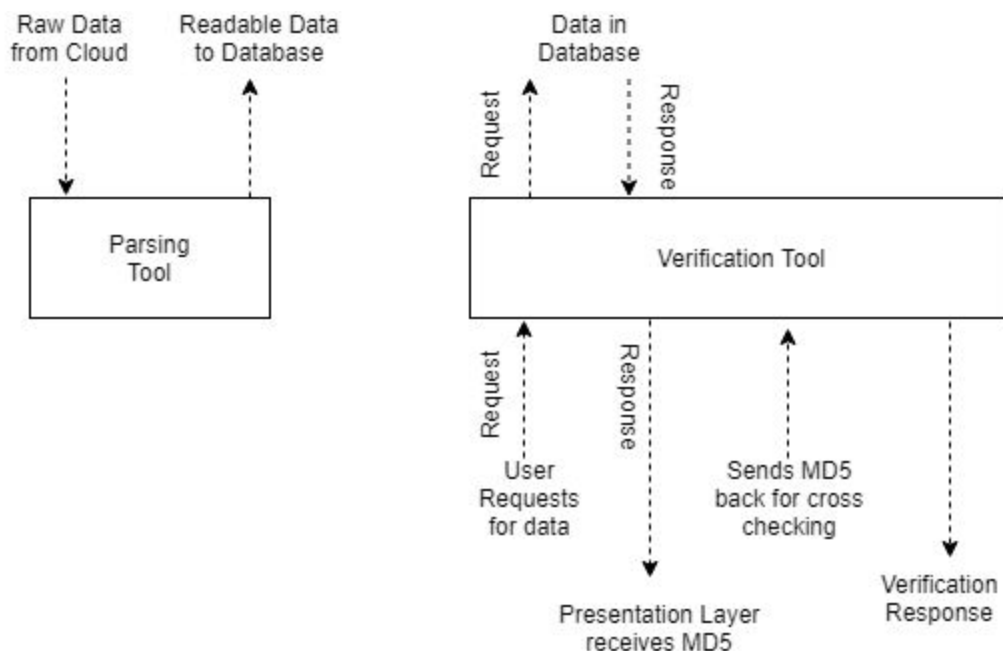 Raw Data
from Cloud
Readable Data
to Database
Data in
Database
Request
Response
Parsing
Tool
Verification Tool
Request
Response
User
Requests
for data
Sends MD5
back for cross
checking
Verification
Response
Presentation Layer
receives MD5